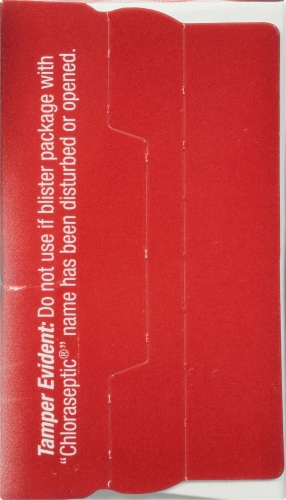 Tamper Evident: Do not use if blister package with
"Chloraseptic®" name has been disturbed or opened.